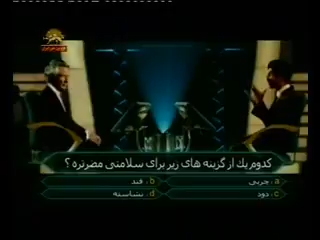 کدوم یک از گزینه های زیر برای سلامتی مضرتره ؟
a. چربی
b. قند
c. دود
d. نشاسته